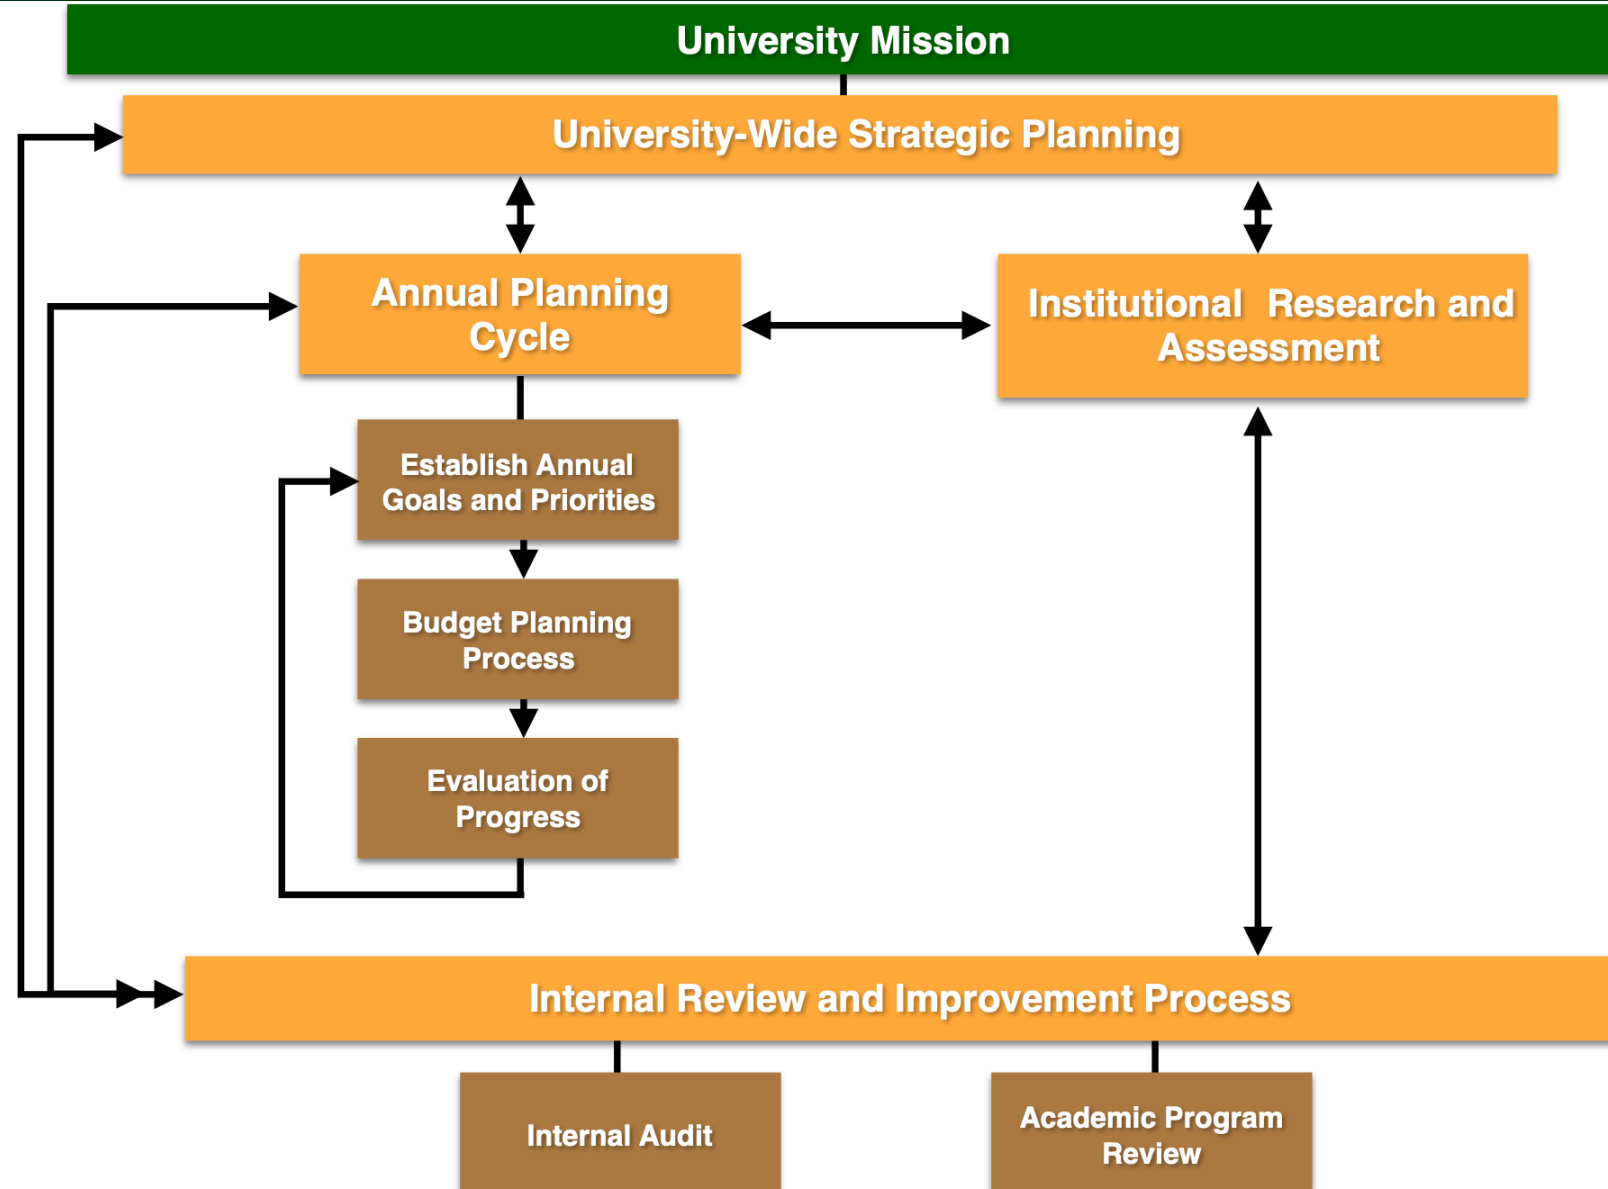 University Mission
University-Wide Strategic Planning
Annual Planning
Cycle
Institutional  Research and
Assessment
Establish Annual
Goals and Priorities
Budget Planning
Process
Evaluation of
Progress
Internal Review and Improvement Process
Internal Audit
Academic Program
Review